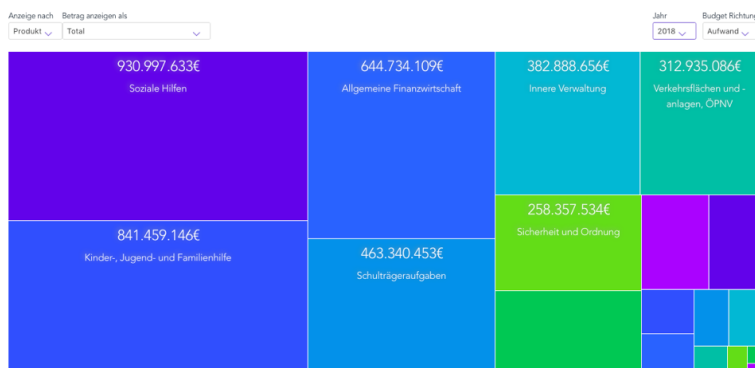 Anzeige nach Betrag anzeigen als Jahr Budget Richtung
Produkt Total 2018 Aufwand
930.997.633€
Soziale Hilfen
644.734.109€
Allgemeine Finanzwirtschaft
382.888.656€
Innere Verwaltung
312.935.086€
Verkehrsflächen und -
anlagen, ÖPNV
841.459.146€
Kinder-, Jugend- und Familienhilfe
463.340.453€
Schulträgeraufgaben
258.357.534€
Sicherheit und Ordnung